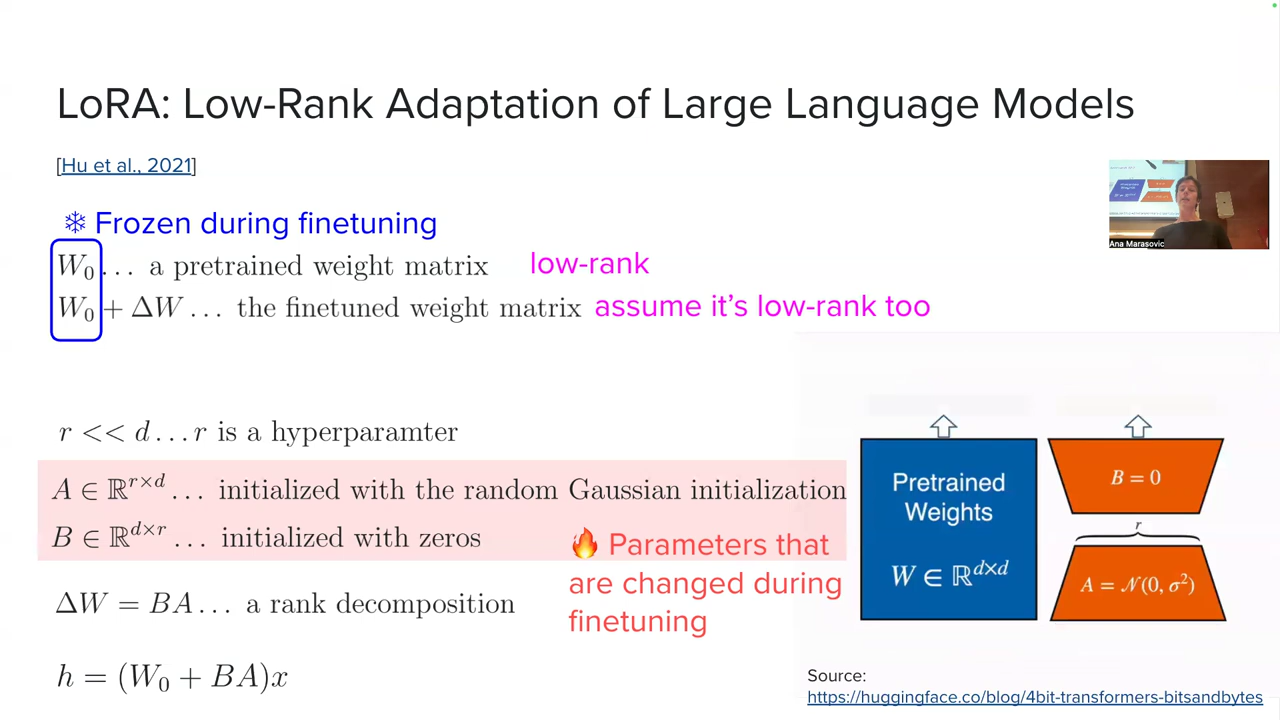 LoRA: Low-Rank Adaptation of Large Language Models
[Hu et al., 2021]
❄ Frozen during finetuning
W₀ ... a pretrained weight matrix low-rank
W₀ + ΔW ... the finetuned weight matrix assume it's low-rank too
r << d ... r is a hyperparamter
A ∈ ℝ^{r×d} ... initialized with the random Gaussian initialization
B ∈ ℝ^{d×r} ... initialized with zeros
🔥 Parameters that
are changed during
finetuning
ΔW = BA ... a rank decomposition
h = (W₀ + BA)x
Ana Marasovic
Pretrained
Weights
W ∈ ℝ^{d×d}
B = 0
r
A = 𝒩(0, σ²)
Source:
https://huggingface.co/blog/4bit-transformers-bitsandbytes